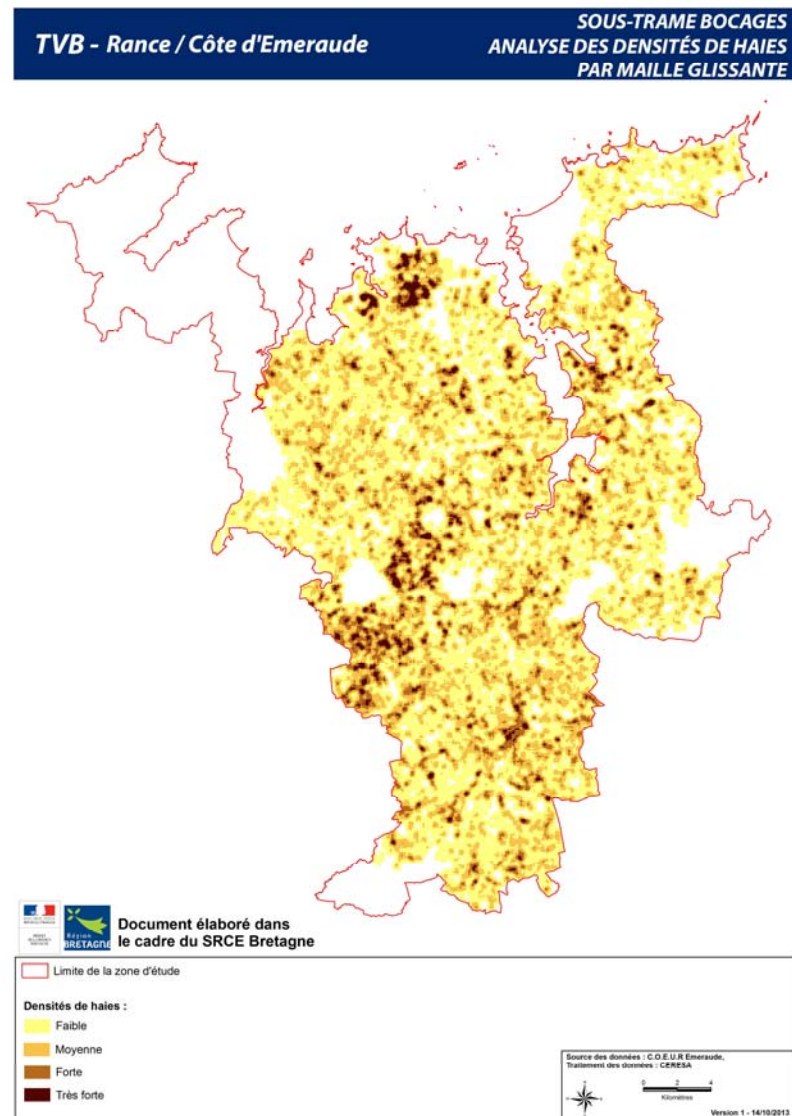 TVB - Rance / Côte d'Emeraude
SOUS-TRAME BOCAGES
ANALYSE DES DENSITÉS DE HAIES
PAR MAILLE GLISSANTE
Région
BRETAGNE
Document élaboré dans
le cadre du SRCE Bretagne
Limite de la zone d'étude
Densités de haies :
Faible
Moyenne
Forte
Très forte
Source des données : C.O.E.U.R Emeraude,
Traitement des données : CERESA
0 2 4
Kilomètres
Version 1 - 14/10/2013